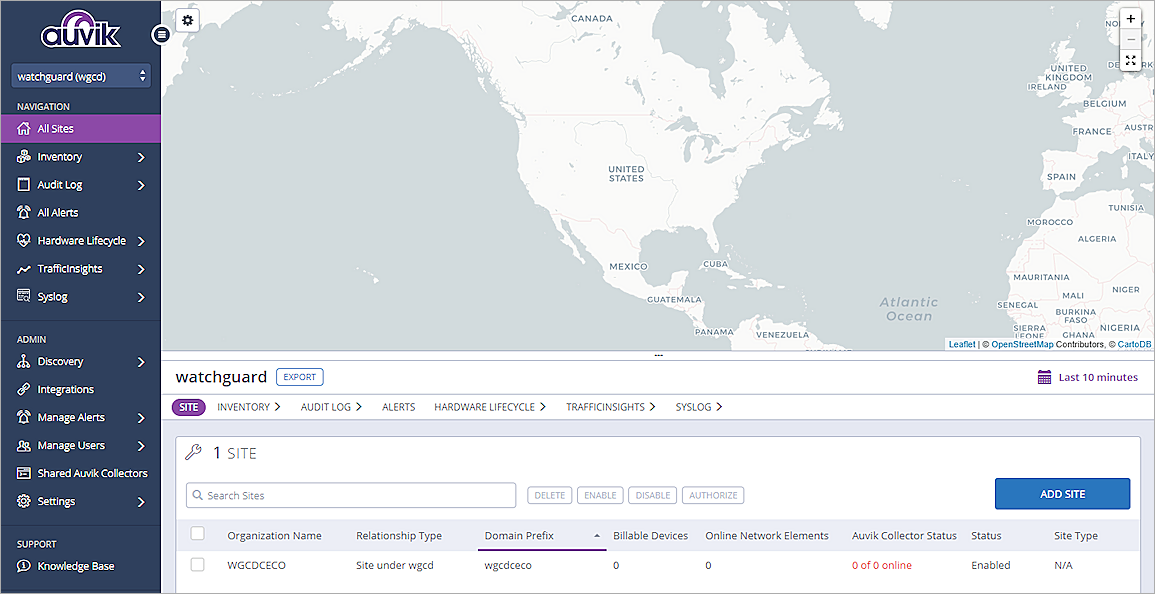 auvik
watchguard (wgcd)
NAVIGATION
All Sites
Inventory
Audit Log
All Alerts
Hardware Lifecycle
TrafficInsights
Syslog
ADMIN
Discovery
Integrations
Manage Alerts
Manage Users
Shared Auvik Collectors
Settings
SUPPORT
Knowledge Base
CANADA
UNITED
KINGDOM
IRELAND
BELGIUM
FRANCE
AUSTR
ITALY
SPAIN
UNITED
STATES
TUNISIA
MOROCCO
ALGERIA
MEXICO
CUBA
MAURITANIA
MALI
NIGER
GUATEMALA
SENEGAL
BURKINA
FASO
Atlantic
Ocean
PANAMA
VENEZUELA
SIERRA
LEONE
GHANA
NIGERIA
+
−
Leaflet | © OpenStreetMap Contributors, © CartoDB
watchguard EXPORT
Last 10 minutes
SITE INVENTORY AUDIT LOG ALERTS HARDWARE LIFECYCLE TRAFFICINSIGHTS SYSLOG
1 SITE
Search Sites DELETE ENABLE DISABLE AUTHORIZE ADD SITE
Organization Name Relationship Type Domain Prefix Billable Devices Online Network Elements Auvik Collector Status Status Site Type
WGCDCECO Site under wgcd wgcdceco 0 0 0 of 0 online Enabled N/A